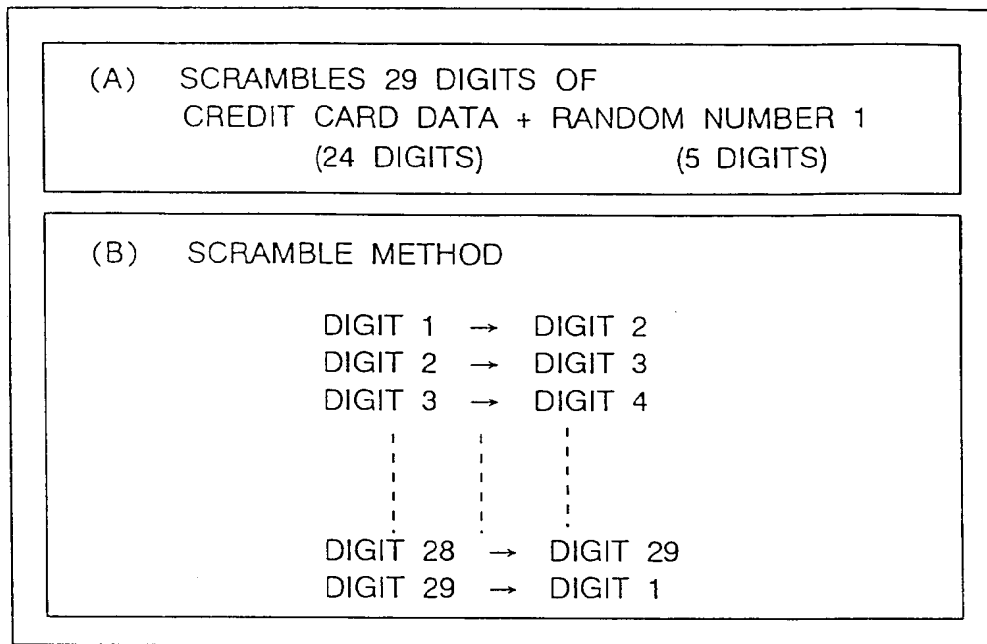 (A) SCRAMBLES 29 DIGITS OF
CREDIT CARD DATA + RANDOM NUMBER 1
(24 DIGITS) (5 DIGITS)
(B) SCRAMBLE METHOD
DIGIT 1 → DIGIT 2
DIGIT 2 → DIGIT 3
DIGIT 3 → DIGIT 4
DIGIT 28 → DIGIT 29
DIGIT 29 → DIGIT 1